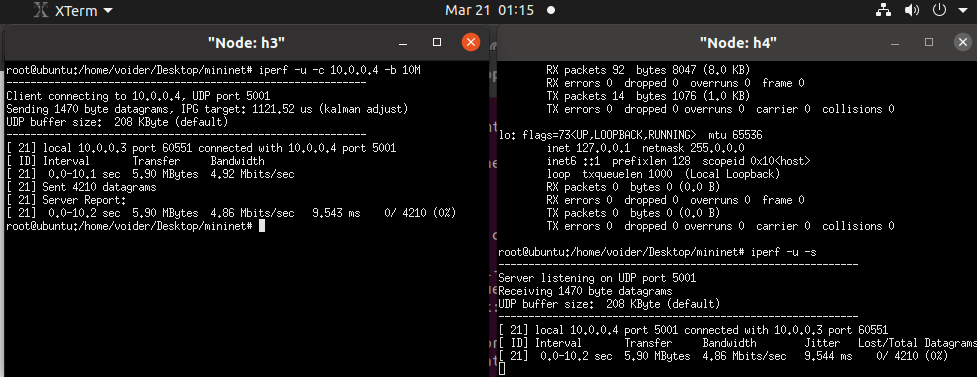 XTerm
Mar 21 01:15
"Node: h3"
root@ubuntu:/home/voider/Desktop/mininet# iperf -u -c 10.0.0.4 -b 10M
------------------------------------------------------------
Client connecting to 10.0.0.4, UDP port 5001
Sending 1470 byte datagrams, IPG target: 1121.52 us (kalman adjust)
UDP buffer size:  208 KByte (default)
------------------------------------------------------------
[ 21] local 10.0.0.3 port 60551 connected with 10.0.0.4 port 5001
[ ID] Interval       Transfer     Bandwidth
[ 21]  0.0-10.1 sec  5.90 MBytes  4.92 Mbits/sec
[ 21] Sent 4210 datagrams
[ 21] Server Report:
[ 21]  0.0-10.2 sec  5.90 MBytes  4.86 Mbits/sec   9.543 ms    0/ 4210 (0%)
root@ubuntu:/home/voider/Desktop/mininet#
"Node: h4"
RX packets 92  bytes 8047 (8.0 KB)
RX errors 0  dropped 0  overruns 0  frame 0
TX packets 14  bytes 1076 (1.0 KB)
TX errors 0  dropped 0 overruns 0  carrier 0  collisions 0
lo: flags=73<UP,LOOPBACK,RUNNING>  mtu 65536
inet 127.0.0.1  netmask 255.0.0.0
inet6 ::1  prefixlen 128  scopeid 0x10<host>
loop  txqueuelen 1000  (Local Loopback)
RX packets 0  bytes 0 (0.0 B)
RX errors 0  dropped 0  overruns 0  frame 0
TX packets 0  bytes 0 (0.0 B)
TX errors 0  dropped 0 overruns 0  carrier 0  collisions 0
root@ubuntu:/home/voider/Desktop/mininet# iperf -u -s
------------------------------------------------------------
Server listening on UDP port 5001
Receiving 1470 byte datagrams
UDP buffer size:  208 KByte (default)
------------------------------------------------------------
[ 21] local 10.0.0.4 port 5001 connected with 10.0.0.3 port 60551
[ ID] Interval       Transfer     Bandwidth        Jitter   Lost/Total Datagrams
[ 21]  0.0-10.2 sec  5.90 MBytes  4.86 Mbits/sec   9.544 ms    0/ 4210 (0%)